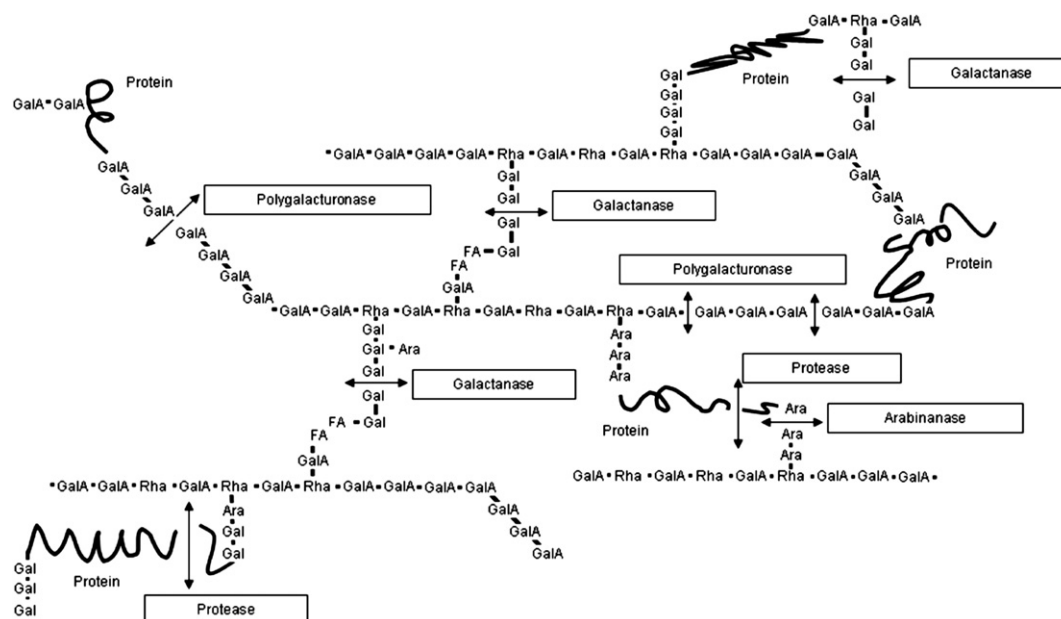 GalA-Rha-GalA
Gal
Gal
Protein
Galactanase
Gal
Gal
Gal
Gal
Gal
Gal
Protein
GalA-GalA
GalA-GalA-GalA-GalA-Rha-GalA-Rha-GalA-Rha-GalA-GalA-GalA-GalA
GalA
GalA
GalA
GalA
GalA
GalA
Polygalacturonase
Gal
Gal
Gal
Gal
Galactanase
FA
FA
GalA
GalA
GalA
GalA
GalA
Protein
Polygalacturonase
GalA-GalA-Rha-GalA-Rha-GalA-Rha-GalA-Rha-GalA-GalA-GalA-GalA-GalA-GalA-GalA
Gal
Gal-Ara
Gal
Galactanase
Gal
FA
FA
GalA
Ara
Ara
Ara
Protease
Protein
Ara
Arabinanase
Ara
Ara
GalA-Rha-GalA-Rha-GalA-Rha-GalA-GalA-GalA
GalA-GalA-Rha-GalA-Rha-GalA-Rha-GalA-GalA-GalA-GalA
GalA
GalA
GalA
Ara
Gal
Gal
Protein
Gal
Gal
Gal
Protease